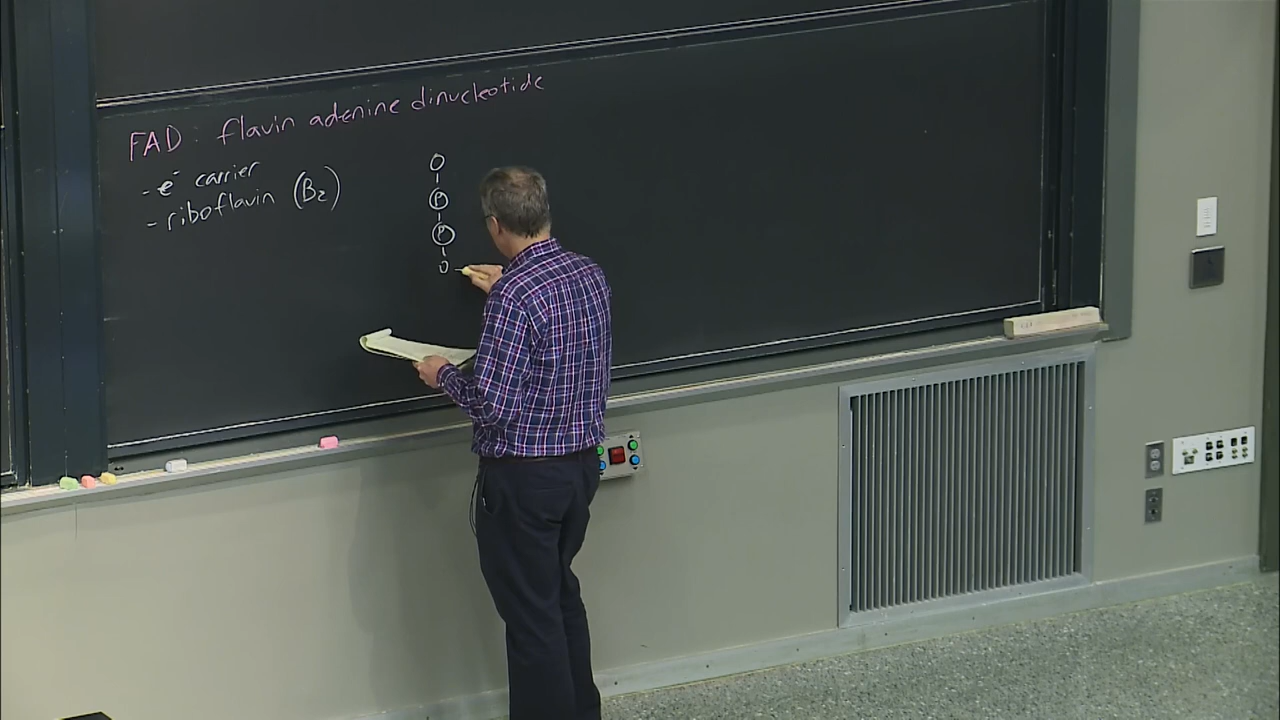 FAD: flavin adenine dinucleotide
- e⁻ carrier
- riboflavin (B₂)
O
P
P
O